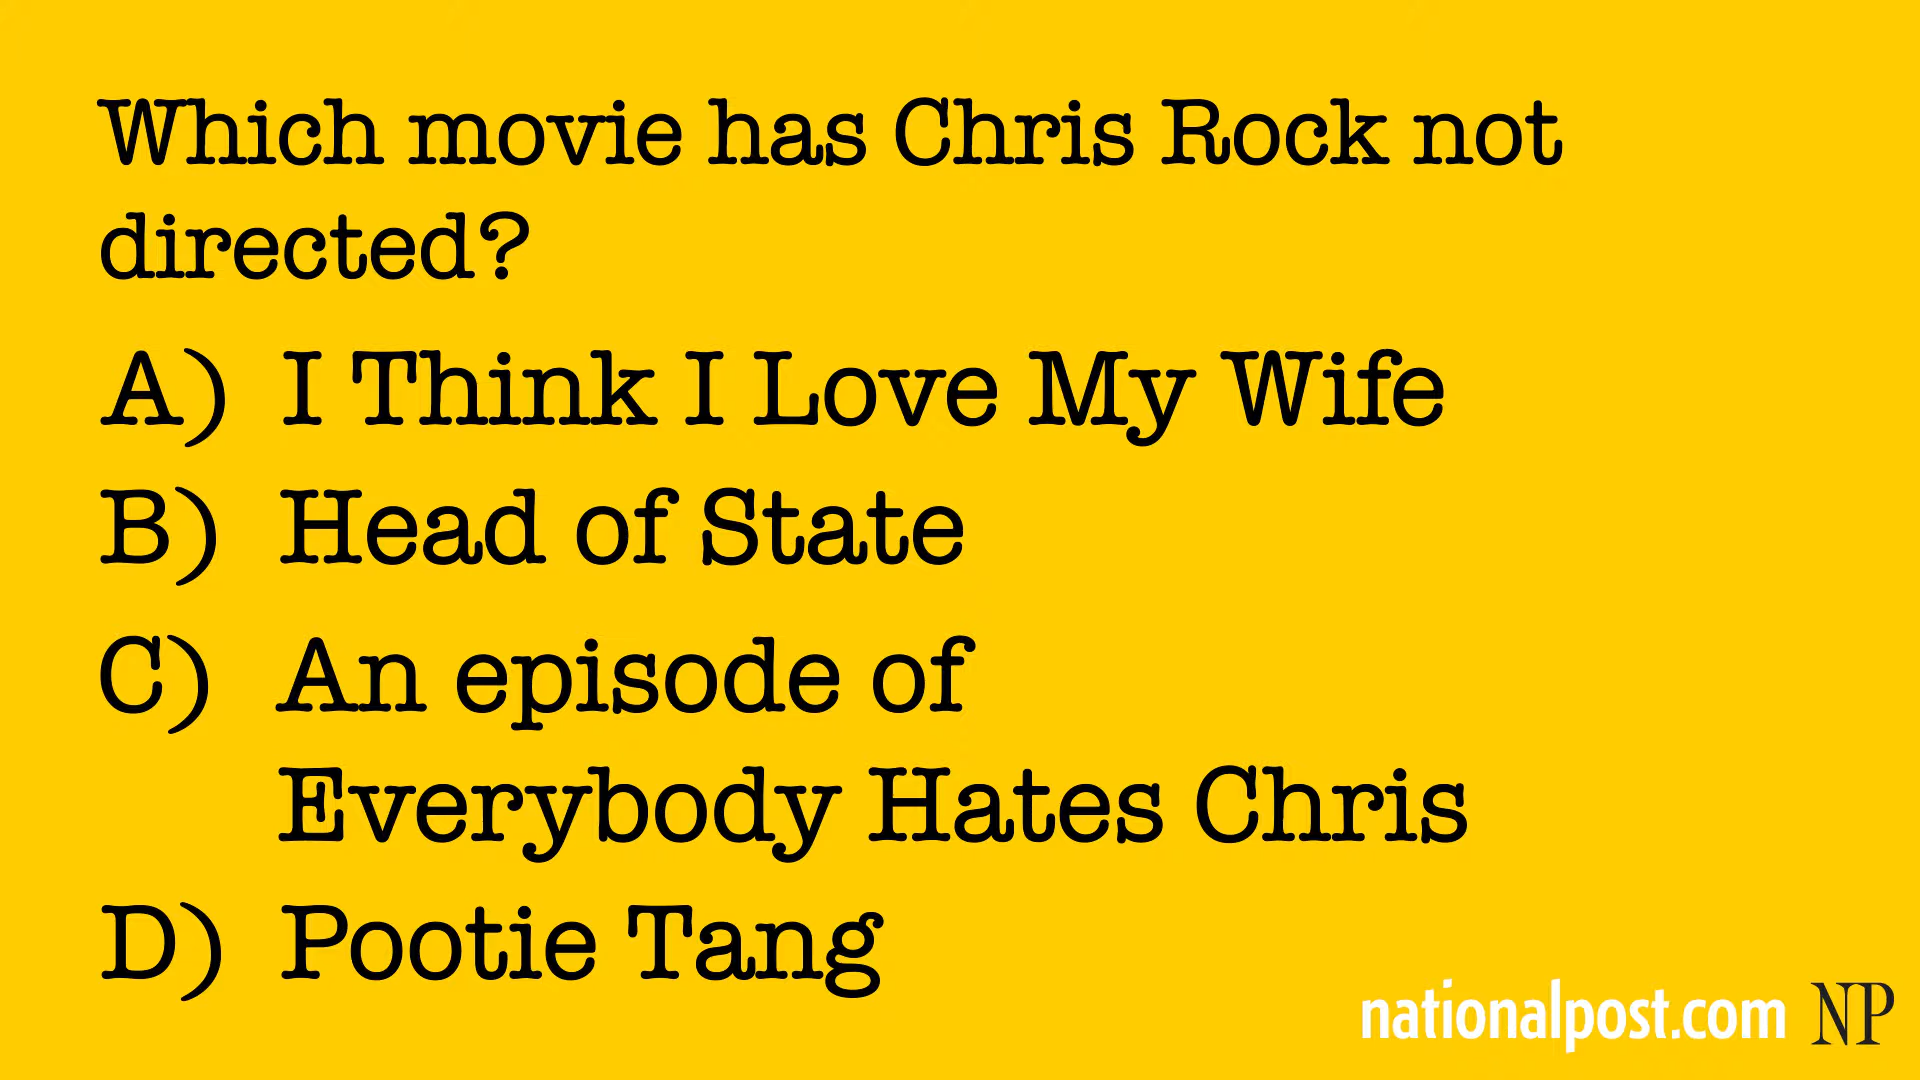 Which movie has Chris Rock not
directed?
A) I Think I Love My Wife
B) Head of State
C) An episode of
Everybody Hates Chris
D) Pootie Tang
nationalpost.com NP